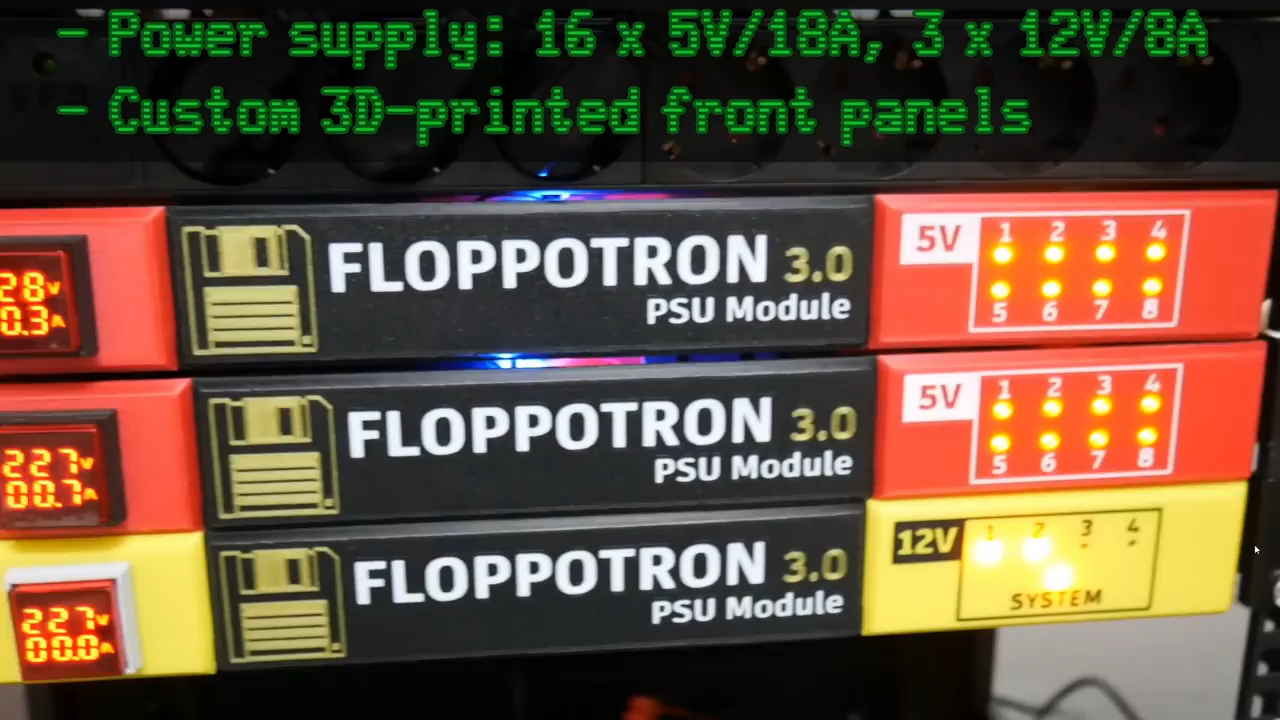 - Power supply: 16 x 5V/18A, 3 x 12V/8A
- Custom 3D-printed front panels
28V
0.3A
FLOPPOTRON 3.0
PSU Module
5V
1 2 3 4
5 6 7 8
227V
00.7A
FLOPPOTRON 3.0
PSU Module
5V
1 2 3 4
5 6 7 8
227V
00.0A
FLOPPOTRON 3.0
PSU Module
12V
1 2 3 4
SYSTEM